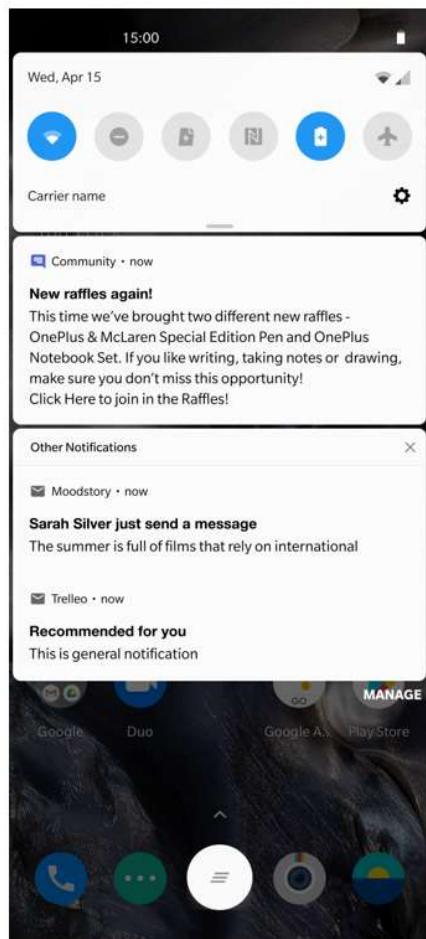 15:00
Wed, Apr 15
Carrier name
Community • now
New raffles again!
This time we’ve brought two different new raffles -
OnePlus & McLaren Special Edition Pen and OnePlus
Notebook Set. If you like writing, taking notes or drawing,
make sure you don’t miss this opportunity!
Click Here to join in the Raffles!
Other Notifications
Moodstory • now
Sarah Silver just send a message
The summer is full of films that rely on international
Trelleo • now
Recommended for you
This is general notification
MANAGE
GO
Google Duo Google A.. Play Store